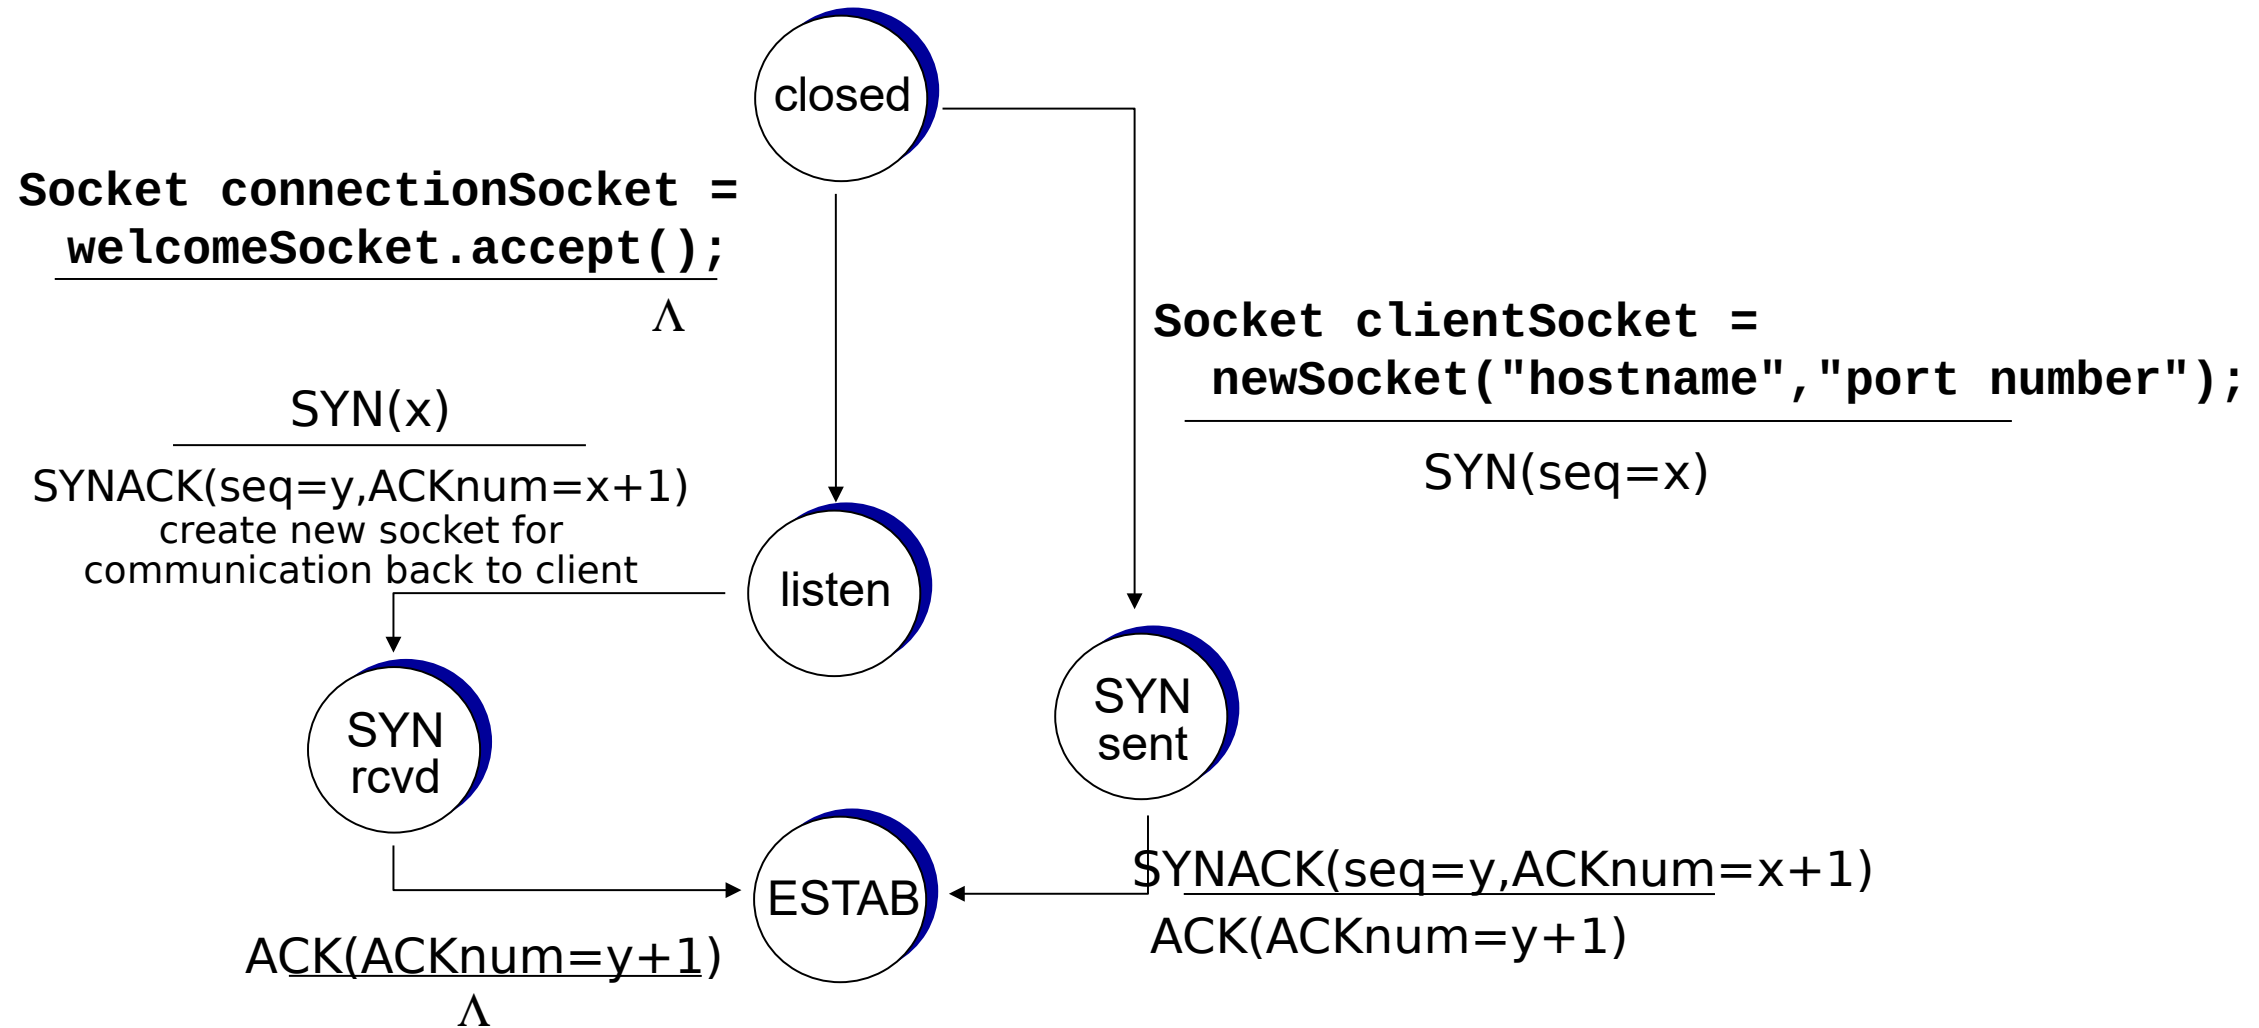 closed
Socket connectionSocket =
welcomeSocket.accept();
Λ
Socket clientSocket =
newSocket("hostname","port number");
SYN(seq=x)
SYN(x)
SYNACK(seq=y,ACKnum=x+1)
create new socket for
communication back to client
listen
SYN
rcvd
SYN
sent
ESTAB
SYNACK(seq=y,ACKnum=x+1)
ACK(ACKnum=y+1)
ACK(ACKnum=y+1)
Λ